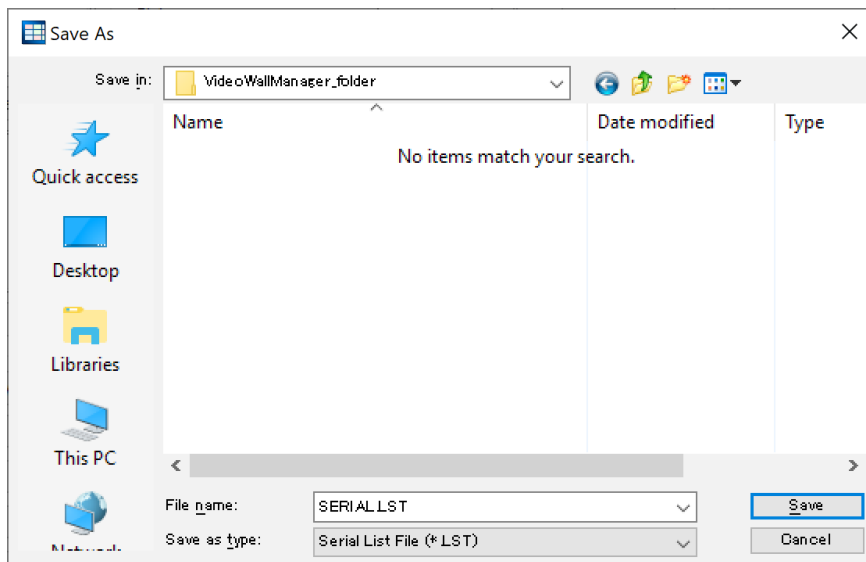 Save As
Save in:
VideoWallManager_folder
Name
Date modified
Type
No items match your search.
Quick access
Desktop
Libraries
This PC
File name:
SERIAL.LST
Save
Save as type:
Serial List File (*.LST)
Cancel